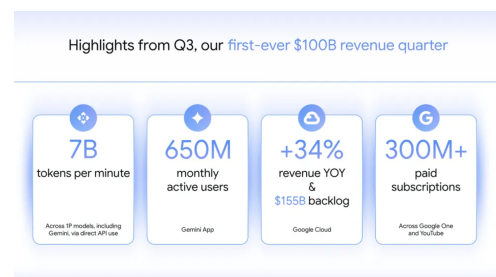 Highlights from Q3, our first-ever $100B revenue quarter
7B
tokens per minute
Across 1P models, including
Gemini, via direct API use
650M
monthly
active users
Gemini App
+34%
revenue YOY
&
$155B backlog
Google Cloud
G
300M+
paid
subscriptions
Across Google One
and YouTube